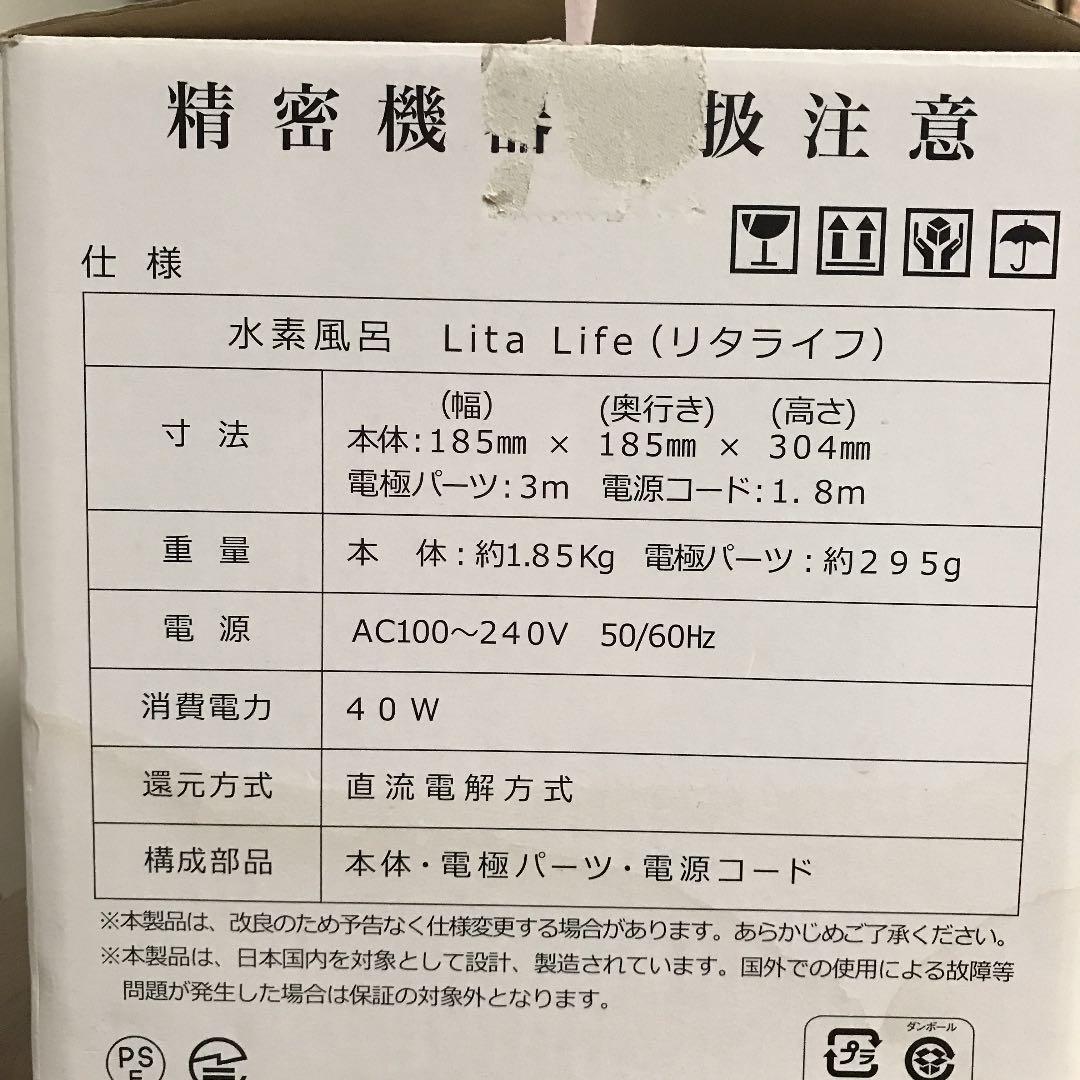 精密機器 扱注意
仕様
水素風呂 Lita Life(リタライフ)
寸法
(幅) (奥行き) (高さ)
本体:185㎜ × 185㎜ × 304㎜
電極パーツ:3m 電源コード:1.8m
重量 本体:約1.85Kg 電極パーツ:約295g
電源 AC100～240V 50/60Hz
消費電力 40W
還元方式 直流電解方式
構成部品 本体・電極パーツ・電源コード
※本製品は、改良のため予告なく仕様変更する場合があります。あらかじめご了承ください。
※本製品は、日本国内を対象として設計、製造されています。国外での使用による故障等
問題が発生した場合は保証の対象外となります。
PS
E
プラ
ダンボール